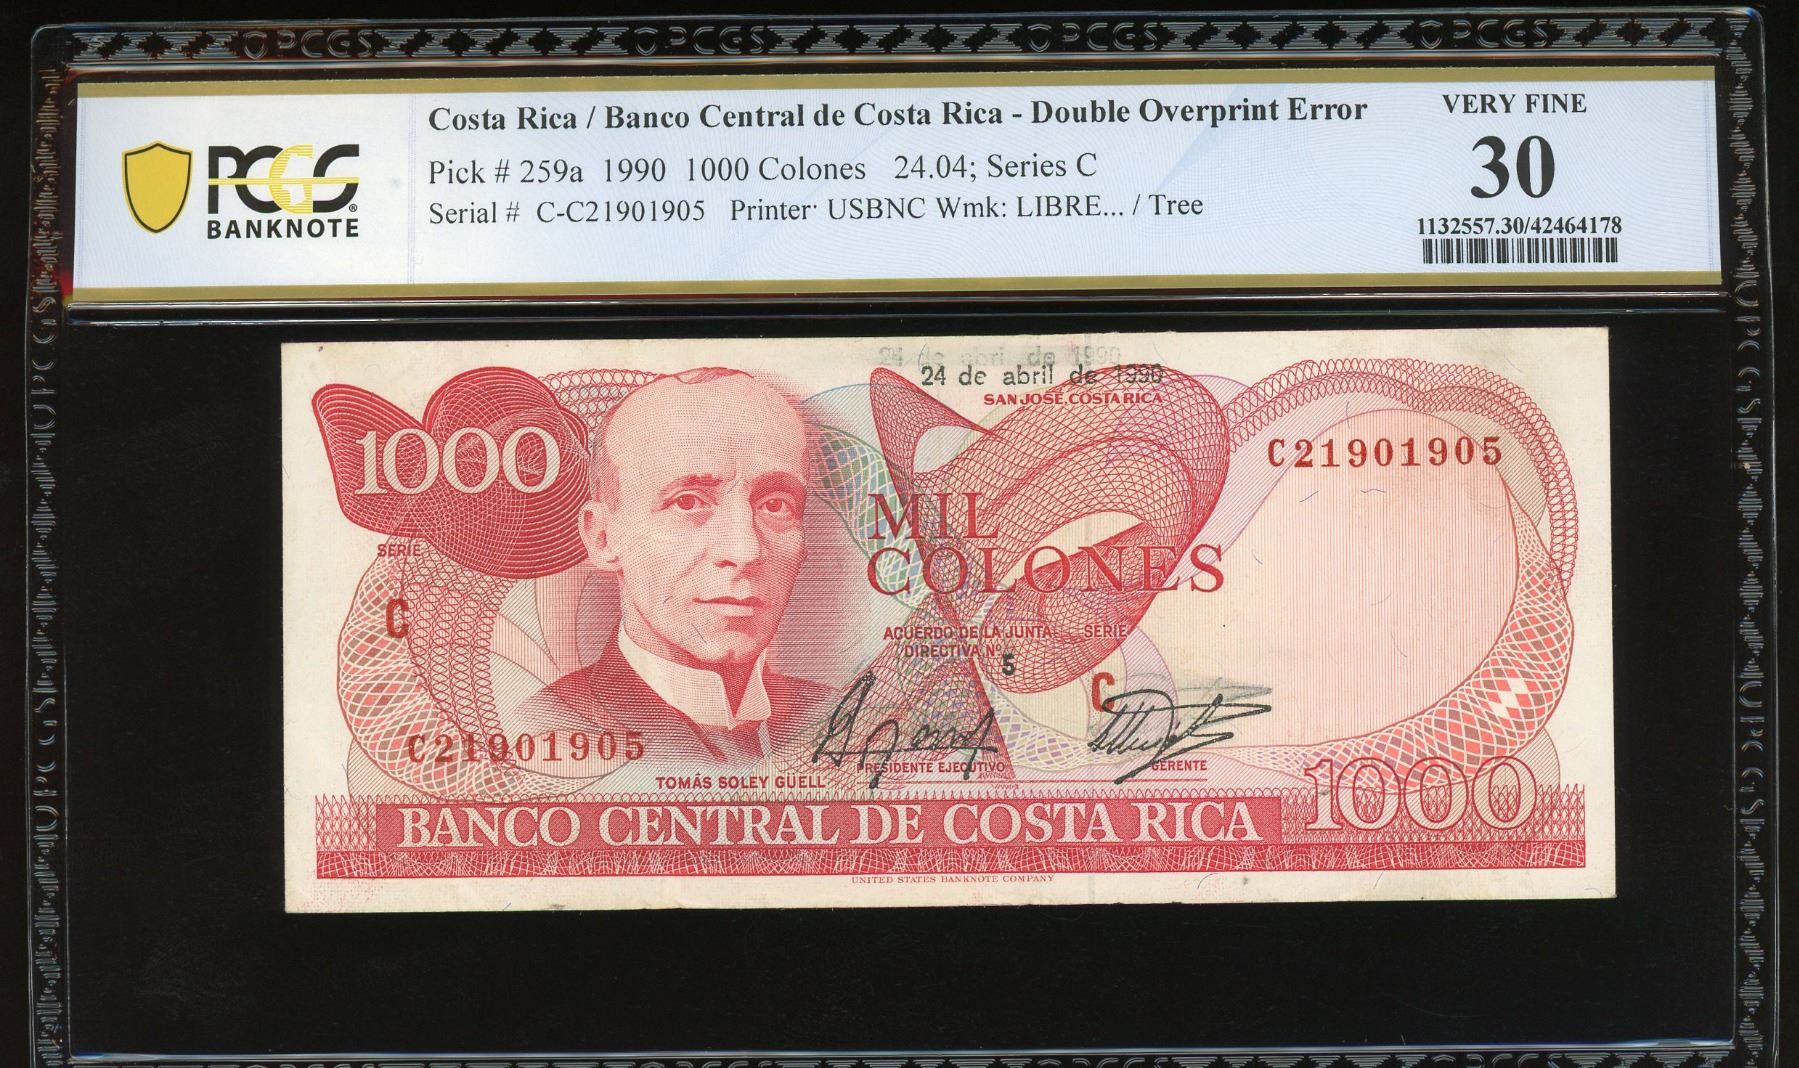 PCGS PCGS PCGS PCGS
PCGS
BANKNOTE
Costa Rica / Banco Central de Costa Rica - Double Overprint Error
Pick # 259a 1990 1000 Colones 24.04; Series C
Serial # C-C21901905 Printer: USBNC Wmk: LIBRE... / Tree
VERY FINE
30
1132557.30/42464178
24 de abril de 1990
24 de abril de 1990
SAN JOSE, COSTA RICA
1000
C21901905
MIL
COLONES
SERIE
C
ACUERDO DE LA JUNTA
DIRECTIVA Nº 5
SERIE
C
C21901905
TOMÁS SOLEY GÜELL
PRESIDENTE EJECUTIVO
GERENTE
1000
BANCO CENTRAL DE COSTA RICA
UNITED STATES BANKNOTE COMPANY